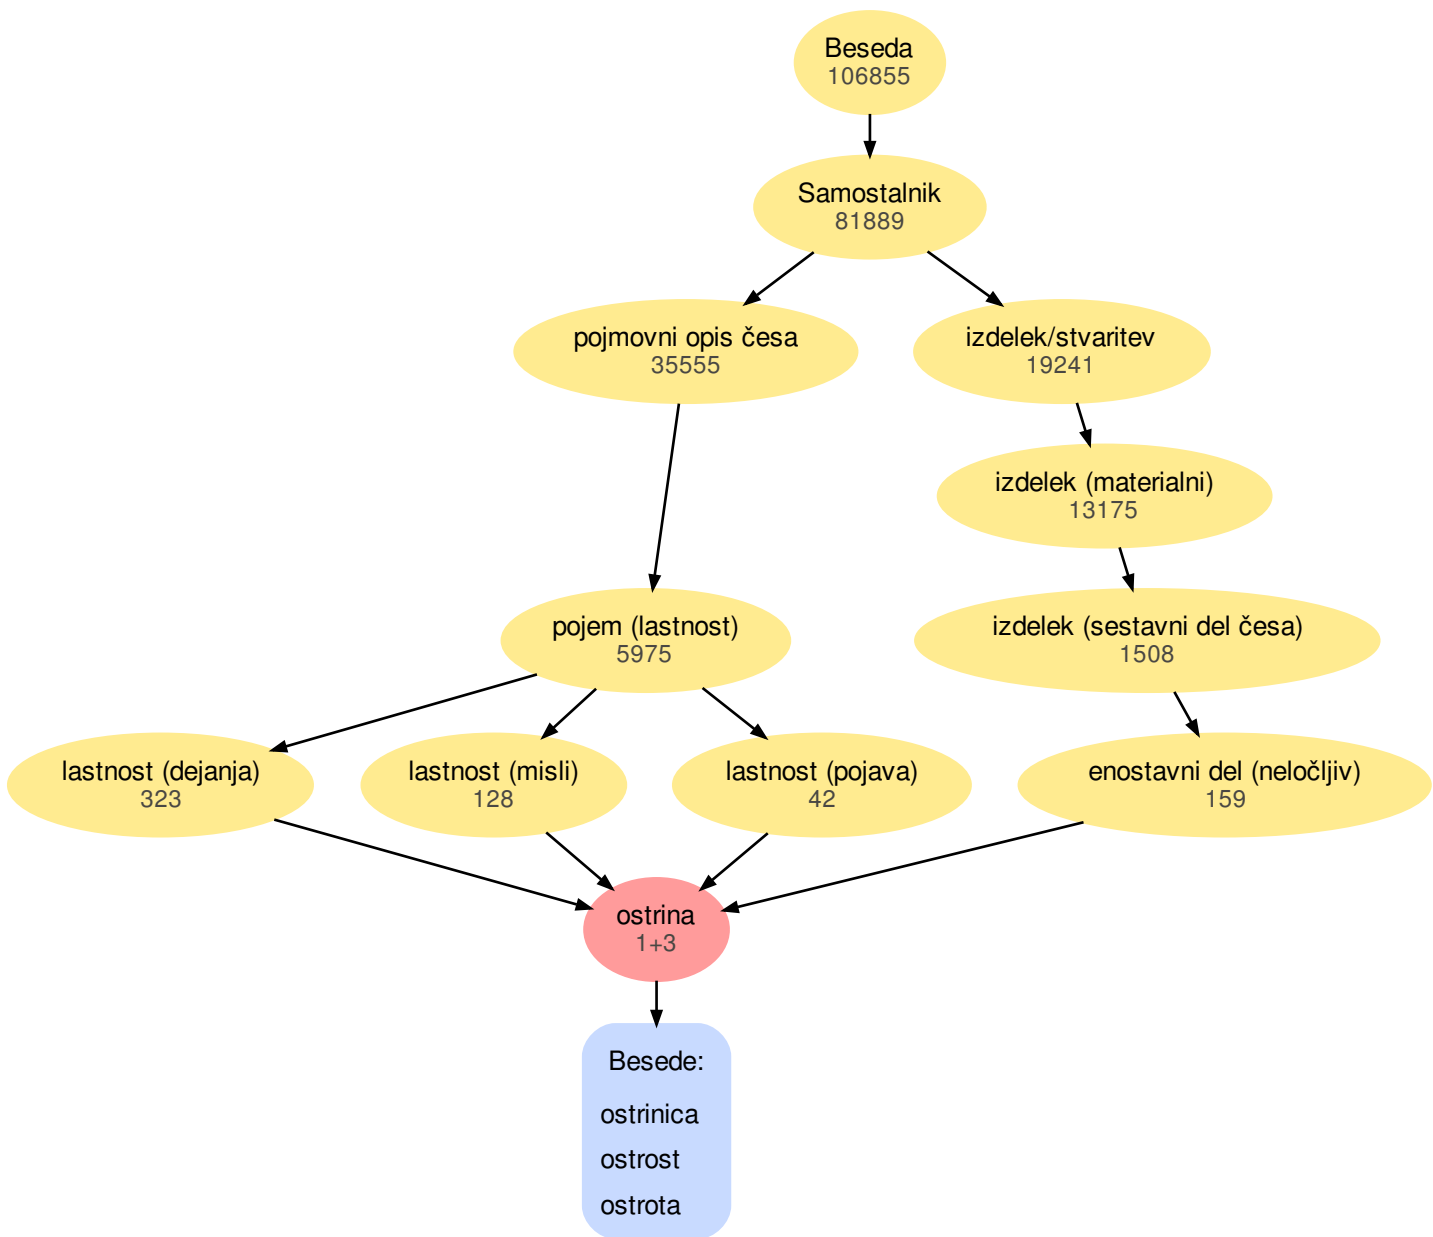 Beseda
106855
Samostalnik
81889
pojmovni opis česa
35555
izdelek/stvaritev
19241
izdelek (materialni)
13175
pojem (lastnost)
5975
izdelek (sestavni del česa)
1508
lastnost (dejanja)
323
lastnost (misli)
128
lastnost (pojava)
42
enostavni del (neločljiv)
159
ostrina
1+3
Besede:
ostrinica
ostrost
ostrota